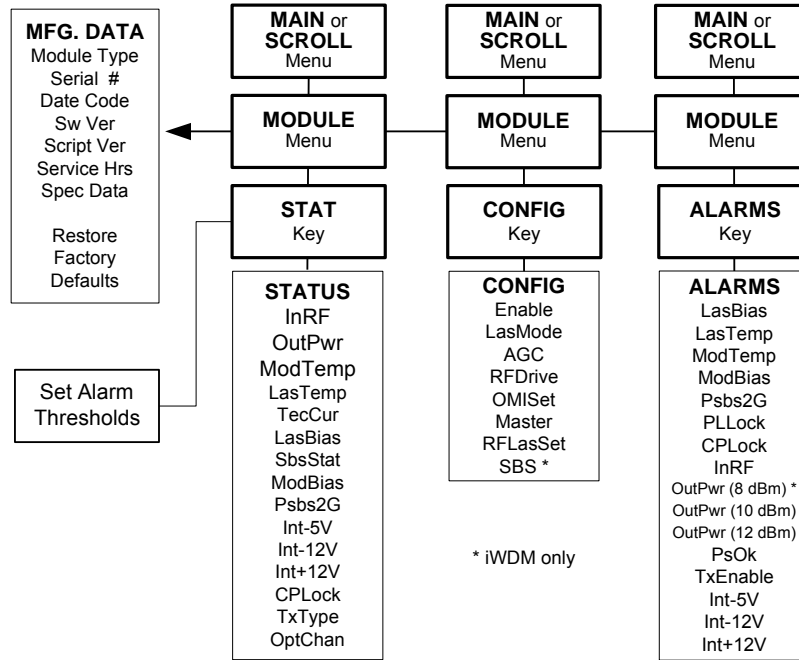 MFG. DATA
Module Type
Serial #
Date Code
Sw Ver
Script Ver
Service Hrs
Spec Data
Restore
Factory
Defaults
MAIN or
SCROLL
Menu
MODULE
Menu
STAT
Key
STATUS
InRF
OutPwr
ModTemp
LasTemp
TecCur
LasBias
SbsStat
ModBias
Psbs2G
Int-5V
Int-12V
Int+12V
CPLock
TxType
OptChan
Set Alarm
Thresholds
MAIN or
SCROLL
Menu
MODULE
Menu
CONFIG
Key
CONFIG
Enable
LasMode
AGC
RFDrive
OMISet
Master
RFLasSet
SBS *
* iWDM only
MAIN or
SCROLL
Menu
MODULE
Menu
ALARMS
Key
ALARMS
LasBias
LasTemp
ModTemp
ModBias
Psbs2G
PLLock
CPLock
InRF
OutPwr (8 dBm) *
OutPwr (10 dBm)
OutPwr (12 dBm)
PsOk
TxEnable
Int-5V
Int-12V
Int+12V